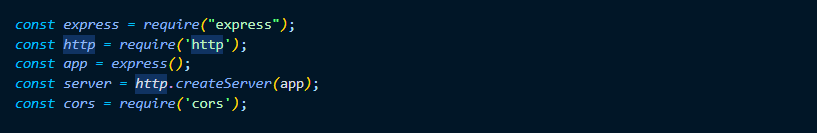 const express = require("express");
const http = require('http');
const app = express();
const server = http.createServer(app);
const cors = require('cors');